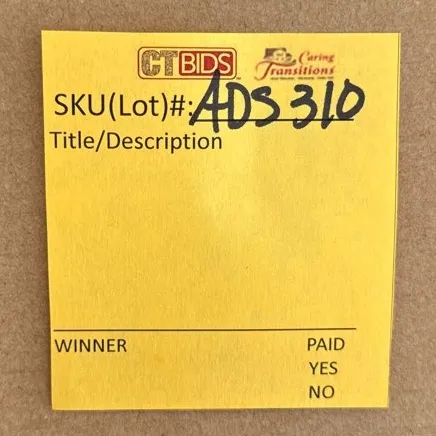 CTBIDS
Caring
Transitions
SKU(Lot)#: ADS310
Title/Description
WINNER PAID
YES
NO